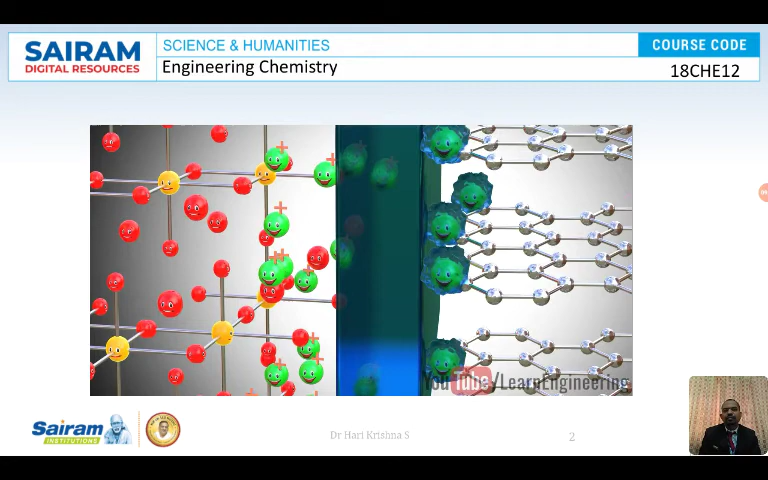 SAIRAM
DIGITAL RESOURCES
SCIENCE & HUMANITIES
Engineering Chemistry
COURSE CODE
18CHE12
YouTube/LearnEngineering
Sairam
INSTITUTIONS
Dr Hari Krishna S
2